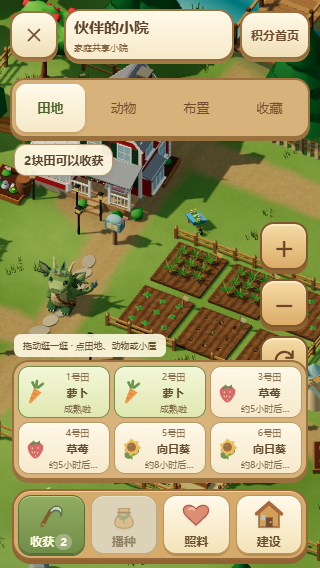 伙伴的小院
家庭共享小院
积分首页
田地
动物
布置
收藏
2块田可以收获
拖动逛一逛 · 点田地、动物或小屋
1号田
萝卜
成熟啦
2号田
萝卜
成熟啦
3号田
草莓
约5小时后...
4号田
草莓
约5小时后...
5号田
向日葵
约8小时后...
6号田
向日葵
约8小时后...
收获 2
播种
照料
建设